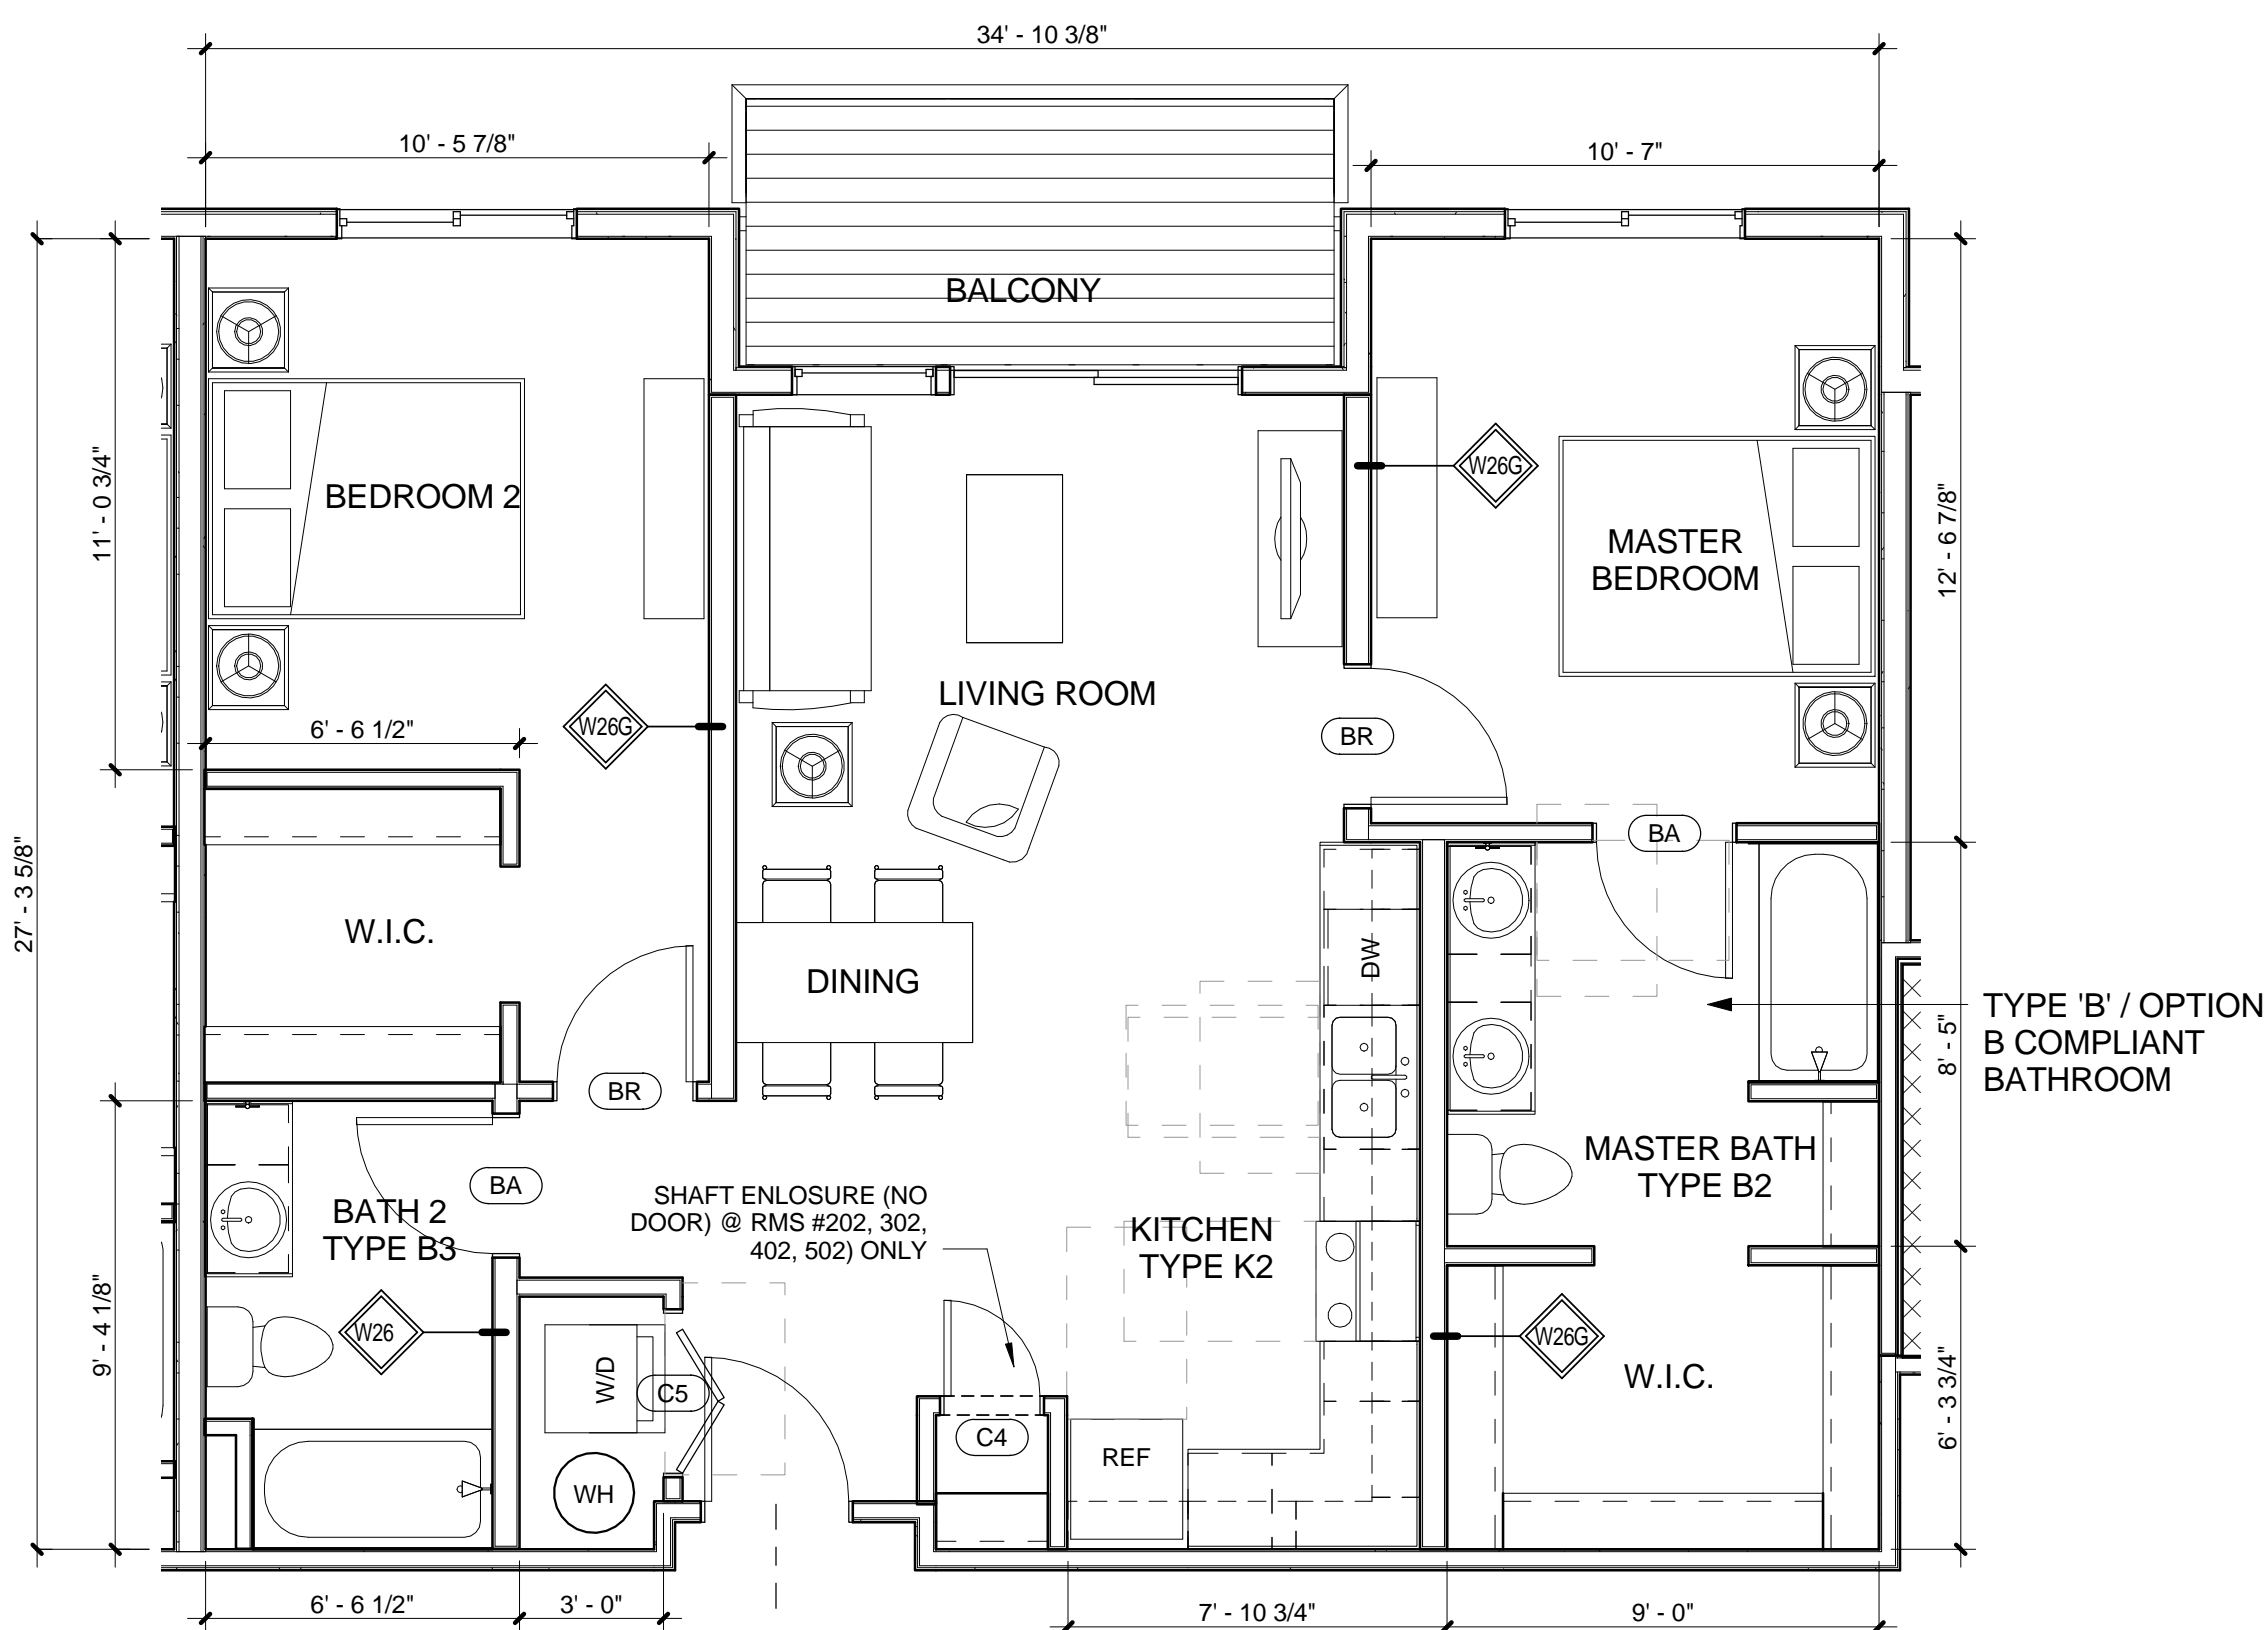 34' - 10 3/8"
10' - 5 7/8"
10' - 7"
BALCONY
11' - 0 3/4"
27' - 3 5/8"
9' - 4 1/8"
BEDROOM 2
W26G
MASTER
BEDROOM
12' - 6 7/8"
LIVING ROOM
6' - 6 1/2"
W26G
BR
BA
W.I.C.
DINING
DW
TYPE 'B' / OPTION
B COMPLIANT
BATHROOM
8' - 5"
BR
MASTER BATH
TYPE B2
BA
SHAFT ENLOSURE (NO
DOOR) @ RMS #202, 302,
402, 502) ONLY
BATH 2
TYPE B3
KITCHEN
TYPE K2
W26
W26G
W/D
C5
W.I.C.
6' - 3 3/4"
C4
REF
WH
6' - 6 1/2"
3' - 0"
7' - 10 3/4"
9' - 0"